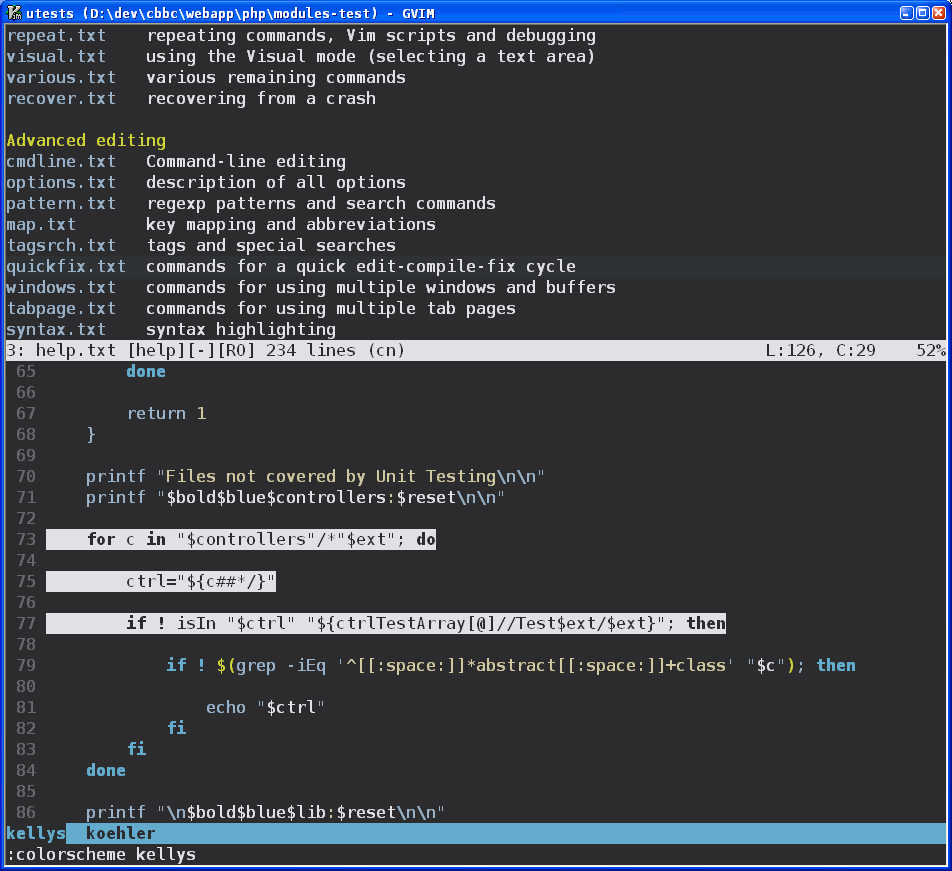 utests (D:\dev\cbbc\webapp\php\modules-test) - GVIM
repeat.txt    repeating commands, Vim scripts and debugging
visual.txt    using the Visual mode (selecting a text area)
various.txt   various remaining commands
recover.txt   recovering from a crash
Advanced editing
cmdline.txt   Command-line editing
options.txt   description of all options
pattern.txt   regexp patterns and search commands
map.txt       key mapping and abbreviations
tagsrch.txt   tags and special searches
quickfix.txt  commands for a quick edit-compile-fix cycle
windows.txt   commands for using multiple windows and buffers
tabpage.txt   commands for using multiple tab pages
syntax.txt    syntax highlighting
3: help.txt [help][-][RO] 234 lines (cn)                                    L:126, C:29    52%
65         done
66
67         return 1
68     }
69
70     printf "Files not covered by Unit Testing\n\n"
71     printf "$bold$blue$controllers:$reset\n\n"
72
73     for c in "$controllers"/*"$ext"; do
74
75         ctrl="${c##*/}"
76
77         if ! isIn "$ctrl" "${ctrlTestArray[@]//Test$ext/$ext}"; then
78
79             if ! $(grep -iEq '^[[:space:]]*abstract[[:space:]]+class' "$c"); then
80
81                 echo "$ctrl"
82             fi
83         fi
84     done
85
86     printf "\n$bold$blue$lib:$reset\n\n"
kellys  koehler
:colorscheme kellys